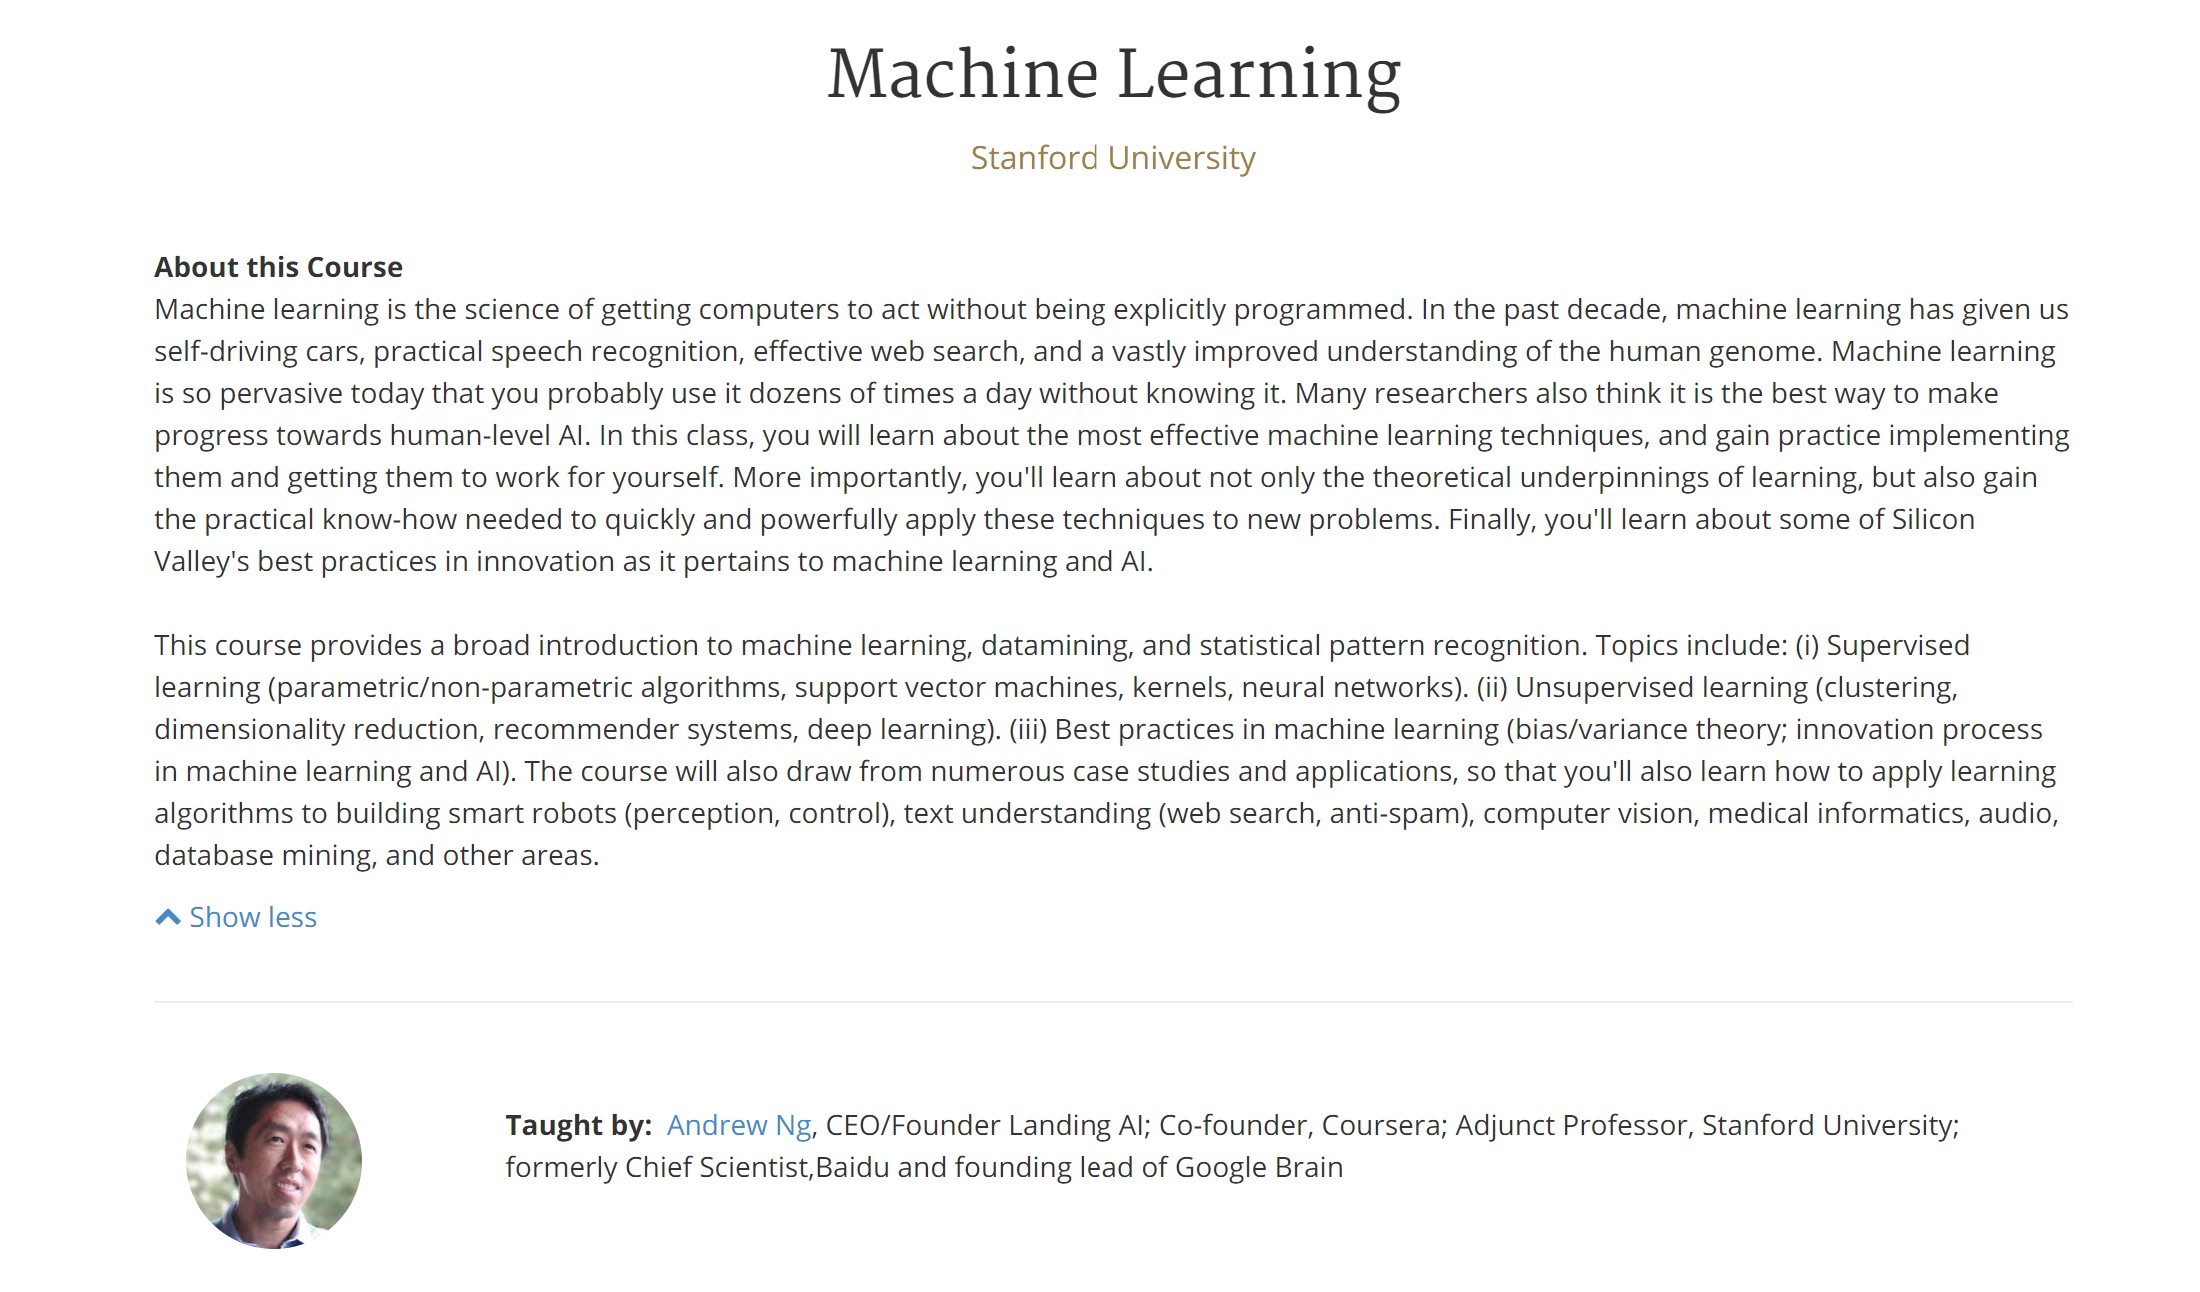 Machine Learning
Stanford University
About this Course
Machine learning is the science of getting computers to act without being explicitly programmed. In the past decade, machine learning has given us
self-driving cars, practical speech recognition, effective web search, and a vastly improved understanding of the human genome. Machine learning
is so pervasive today that you probably use it dozens of times a day without knowing it. Many researchers also think it is the best way to make
progress towards human-level AI. In this class, you will learn about the most effective machine learning techniques, and gain practice implementing
them and getting them to work for yourself. More importantly, you'll learn about not only the theoretical underpinnings of learning, but also gain
the practical know-how needed to quickly and powerfully apply these techniques to new problems. Finally, you'll learn about some of Silicon
Valley's best practices in innovation as it pertains to machine learning and AI.
This course provides a broad introduction to machine learning, datamining, and statistical pattern recognition. Topics include: (i) Supervised
learning (parametric/non-parametric algorithms, support vector machines, kernels, neural networks). (ii) Unsupervised learning (clustering,
dimensionality reduction, recommender systems, deep learning). (iii) Best practices in machine learning (bias/variance theory; innovation process
in machine learning and AI). The course will also draw from numerous case studies and applications, so that you'll also learn how to apply learning
algorithms to building smart robots (perception, control), text understanding (web search, anti-spam), computer vision, medical informatics, audio,
database mining, and other areas.
Show less
Taught by: Andrew Ng, CEO/Founder Landing AI; Co-founder, Coursera; Adjunct Professor, Stanford University;
formerly Chief Scientist,Baidu and founding lead of Google Brain